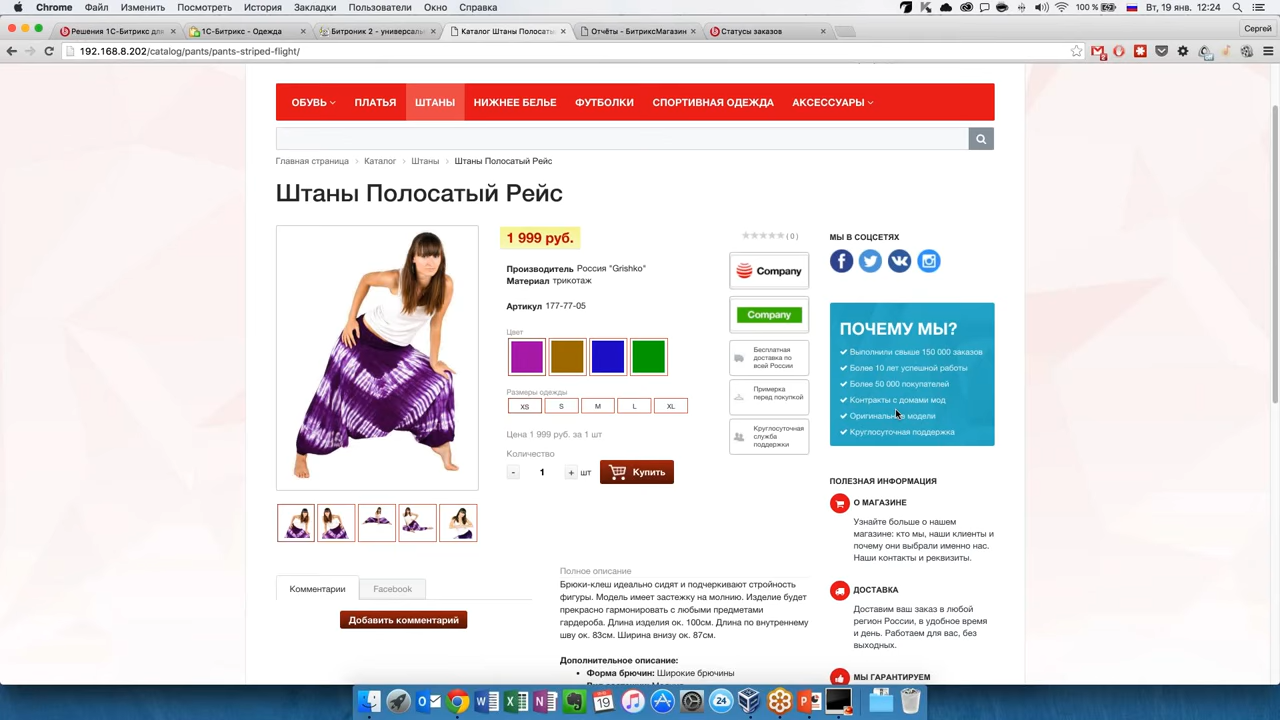 Chrome Файл Изменить Посмотреть История Закладки Пользователи Окно Справка
100 % Вт, 19 янв. 12:24
Решения 1С-Битрикс для
1С-Битрикс - Одежда
Битроник 2 - универсаль
Каталог Штаны Полосаты
Отчёты - БитриксМагазин
Статусы заказов
Сергей
192.168.8.202/catalog/pants/pants-striped-flight/
ОБУВЬ ПЛАТЬЯ ШТАНЫ НИЖНЕЕ БЕЛЬЕ ФУТБОЛКИ СПОРТИВНАЯ ОДЕЖДА АКСЕССУАРЫ
Главная страница Каталог Штаны Штаны Полосатый Рейс
Штаны Полосатый Рейс
1 999 руб.
Производитель Россия "Grishko"
Материал трикотаж
Артикул 177-77-05
Цвет
Размеры одежды
XS S M L XL
Цена 1 999 руб. за 1 шт
Количество
- 1 + шт Купить
( 0 )
Company
Company
Бесплатная
доставка по
всей России
Примерка
перед покупкой
Круглосуточная
служба
поддержки
МЫ В СОЦСЕТЯХ
ПОЧЕМУ МЫ?
Выполнили свыше 150 000 заказов
Более 10 лет успешной работы
Более 50 000 покупателей
Контракты с домами мод
модели
Круглосуточная поддержка
ПОЛЕЗНАЯ ИНФОРМАЦИЯ
О МАГАЗИНЕ
Узнайте больше о нашем
магазине: кто мы, наши клиенты и
почему они выбрали именно нас.
Наши контакты и реквизиты.
ДОСТАВКА
Доставим ваш заказ в любой
регион России, в удобное время
и день. Работаем для вас, без
выходных.
МЫ ГАРАНТИРУЕМ
Комментарии Facebook
Добавить комментарий
Полное описание
Брюки-клеш идеально сидят и подчеркивают стройность
фигуры. Модель имеет застежку на молнию. Изделие будет
прекрасно гармонировать с любыми предметами
гардероба. Длина изделия ок. 100см. Длина по внутреннему
шву ок. 83см. Ширина внизу ок. 87см.
Дополнительное описание:
Форма брючин: Широкие брючины
19
24